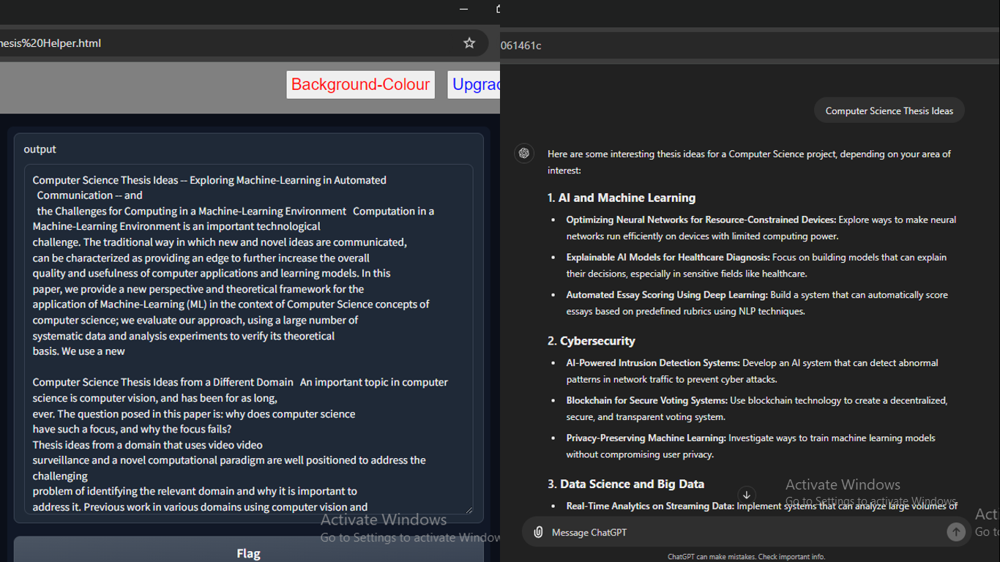 nesis%20Helper.html
Background-Colour
Upgrad
output
Computer Science Thesis Ideas -- Exploring Machine-Learning in Automated
Communication -- and
the Challenges for Computing in a Machine-Learning Environment Computation in a
Machine-Learning Environment is an important technological
challenge. The traditional way in which new and novel ideas are communicated,
can be characterized as providing an edge to further increase the overall
quality and usefulness of computer applications and learning models. In this
paper, we provide a new perspective and theoretical framework for the
application of Machine-Learning (ML) in the context of Computer Science concepts of
computer science; we evaluate our approach, using a large number of
systematic data and analysis experiments to verify its theoretical
basis. We use a new
Computer Science Thesis Ideas from a Different Domain An important topic in computer
science is computer vision, and has been for as long,
ever. The question posed in this paper is: why does computer science
have such a focus, and why the focus fails?
Thesis ideas from a domain that uses video video
surveillance and a novel computational paradigm are well positioned to address the
challenging
problem of identifying the relevant domain and why it is important to
address it. Previous work in various domains using computer vision and
Activate Windows
Go to Settings to activate Window
Flag
061461c
Computer Science Thesis Ideas
Here are some interesting thesis ideas for a Computer Science project, depending on your area of
interest:
1. AI and Machine Learning
• Optimizing Neural Networks for Resource-Constrained Devices: Explore ways to make neural
networks run efficiently on devices with limited computing power.
• Explainable AI Models for Healthcare Diagnosis: Focus on building models that can explain
their decisions, especially in sensitive fields like healthcare.
• Automated Essay Scoring Using Deep Learning: Build a system that can automatically score
essays based on predefined rubrics using NLP techniques.
2. Cybersecurity
• AI-Powered Intrusion Detection Systems: Develop an AI system that can detect abnormal
patterns in network traffic to prevent cyber attacks.
• Blockchain for Secure Voting Systems: Use blockchain technology to create a decentralized,
secure, and transparent voting system.
• Privacy-Preserving Machine Learning: Investigate ways to train machine learning models
without compromising user privacy.
3. Data Science and Big Data
Activate Windows
Go to Settings to activate Windows.
• Real-Time Analytics on Streaming Data: Implement systems that can analyze large volumes of
Act
Go to
Message ChatGPT
ChatGPT can make mistakes. Check important info.